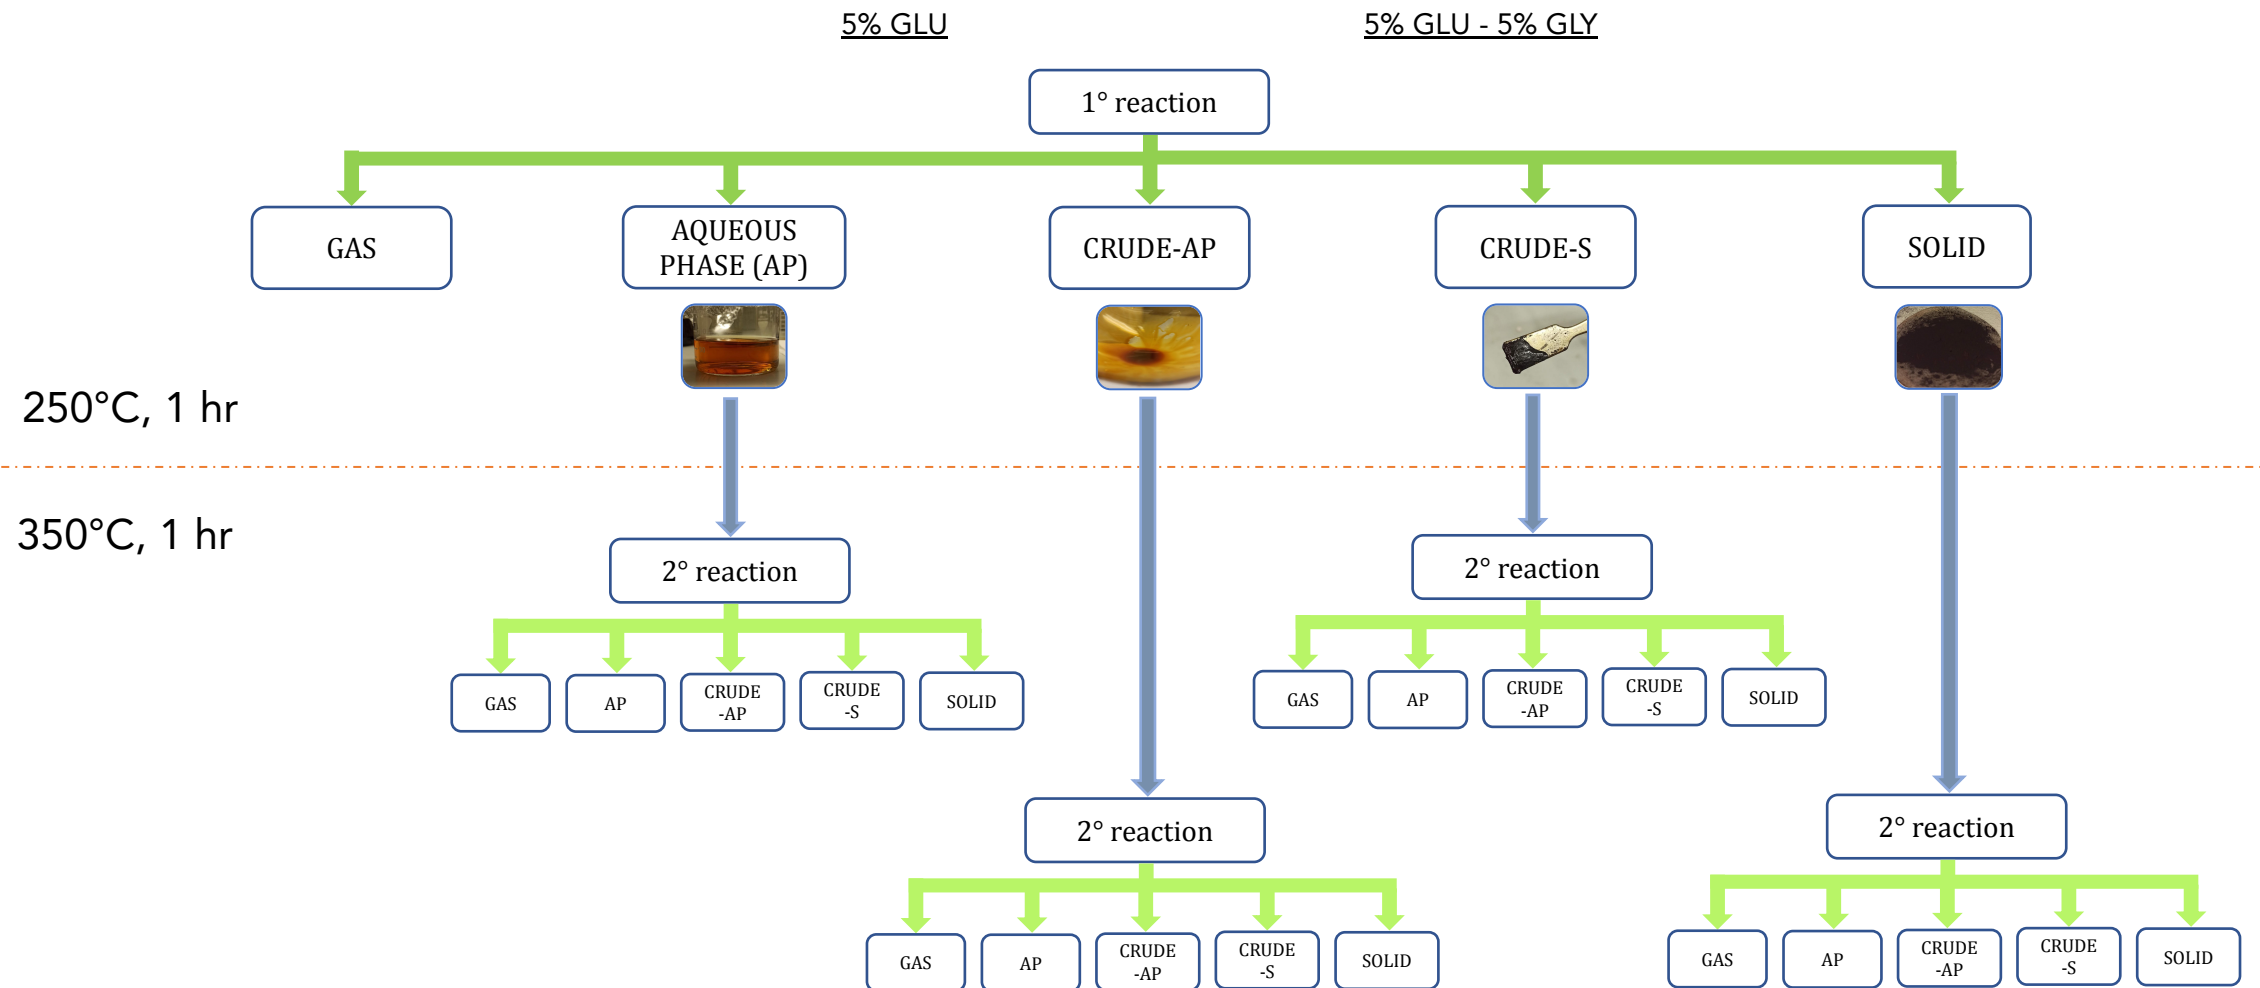 5% GLU
5% GLU - 5% GLY
1° reaction
GAS
AQUEOUS
PHASE (AP)
CRUDE-AP
CRUDE-S
SOLID
250°C, 1 hr
350°C, 1 hr
2° reaction
GAS
AP
CRUDE
-AP
CRUDE
-S
SOLID
2° reaction
GAS
AP
CRUDE
-AP
CRUDE
-S
SOLID
2° reaction
GAS
AP
CRUDE
-AP
CRUDE
-S
SOLID
2° reaction
GAS
AP
CRUDE
-AP
CRUDE
-S
SOLID